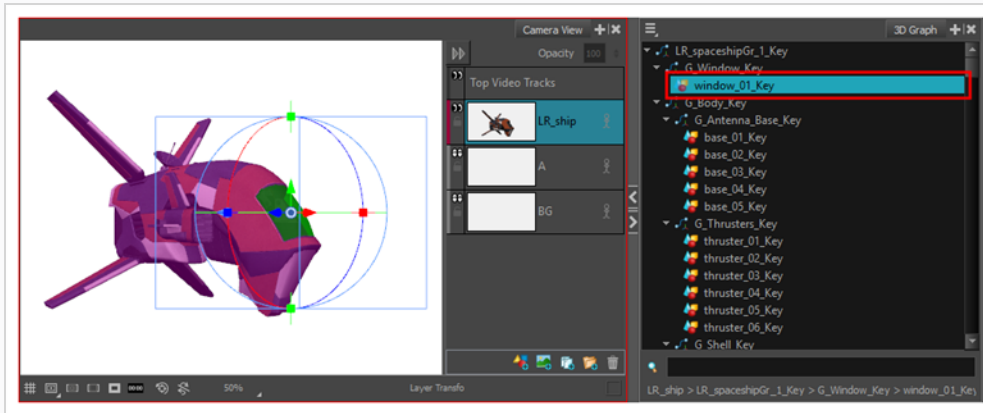 Camera View
Opacity 100
Top Video Tracks
LR_ship
A
BG
50%
Layer Transfo
3D Graph
LR_spaceshipGr_1_Key
G_Window_Key
window_01_Key
G_Body_Key
G_Antenna_Base_Key
base_01_Key
base_02_Key
base_03_Key
base_04_Key
base_05_Key
G_Thrusters_Key
thruster_01_Key
thruster_02_Key
thruster_03_Key
thruster_04_Key
thruster_05_Key
thruster_06_Key
G_Shell_Key
LR_ship > LR_spaceshipGr_1_Key > G_Window_Key > window_01_Key